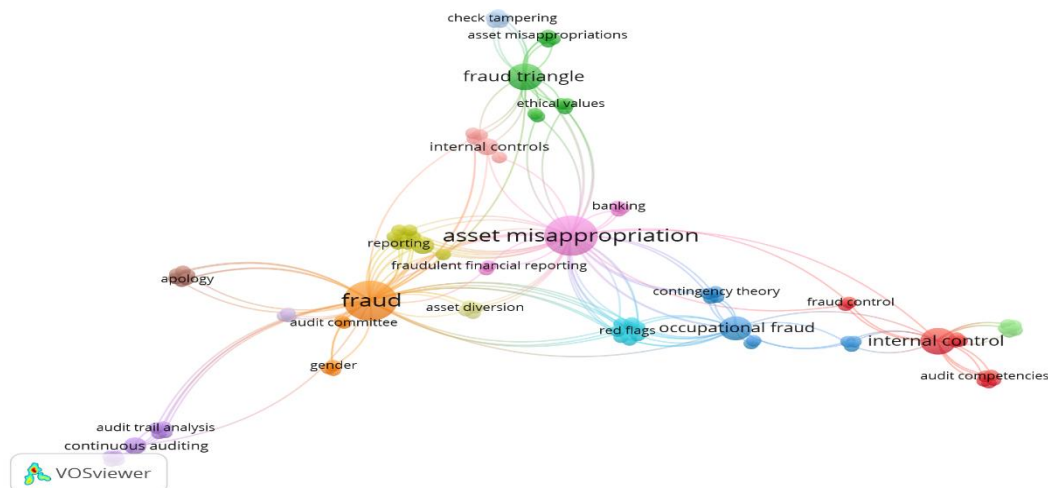 check tampering
asset misappropriations
fraud triangle
ethical values
internal controls
banking
asset misappropriation
reporting
fraudulent financial reporting
apology
contingency theory
fraud
fraud control
asset diversion
audit committee
red flags
occupational fraud
internal control
gender
audit competencies
audit trail analysis
continuous auditing
VOSviewer